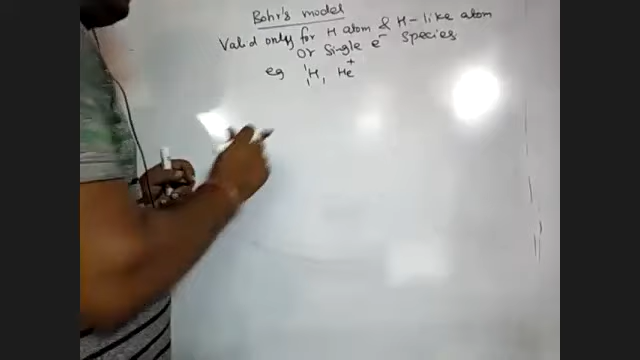 Bohr's model
Valid only for H atom & H-like atom
or single e⁻ species
eg ¹₁H, He⁺